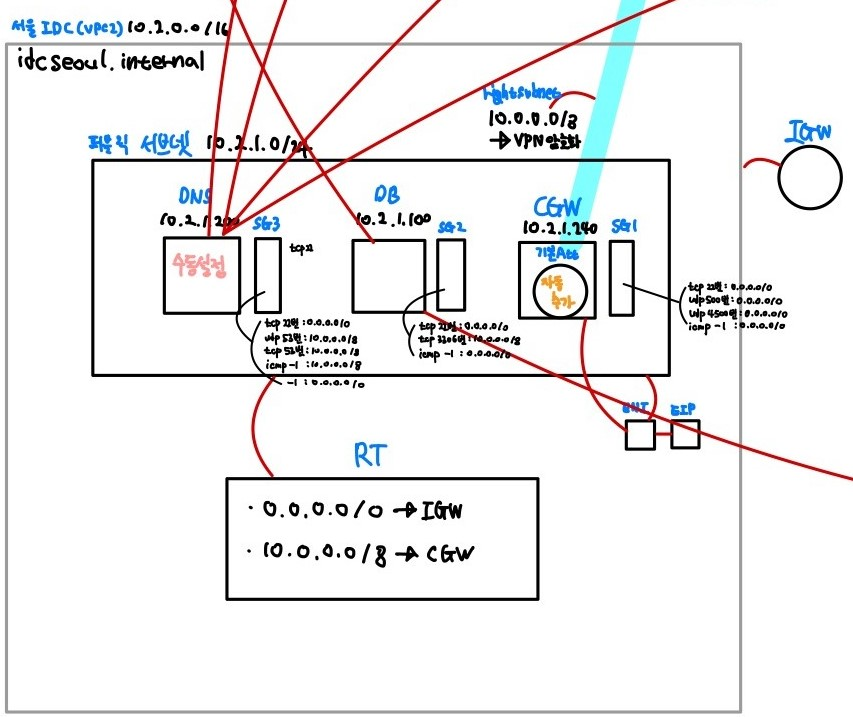 서울 IDC (VPC2) 10.2.0.0/16
idcseoul.internal
rightsubnet
10.0.0.0/8
→ VPN 암호화
IGW
퍼블릭 서브넷 10.2.1.0/24
DNS
10.2.1.200
SG3
수동설정
tcp22
DB
10.2.1.100
SG2
CGW
10.2.1.240
SG1
자동
추가
tcp 22번 : 0.0.0.0/0
udp 53번 : 10.0.0.0/8
tcp 53번 : 10.0.0.0/8
icmp -1 : 10.0.0.0/8
-1 : 0.0.0.0/0
tcp 22번 : 0.0.0.0/0
tcp 3306번 : 10.0.0.0/8
icmp -1 : 0.0.0.0/0
tcp 22번 : 0.0.0.0/0
udp 500번 : 0.0.0.0/0
udp 4500번 : 0.0.0.0/0
icmp -1 : 0.0.0.0/0
ENI
EIP
RT
· 0.0.0.0/0 → IGW
· 10.0.0.0/8 → CGW